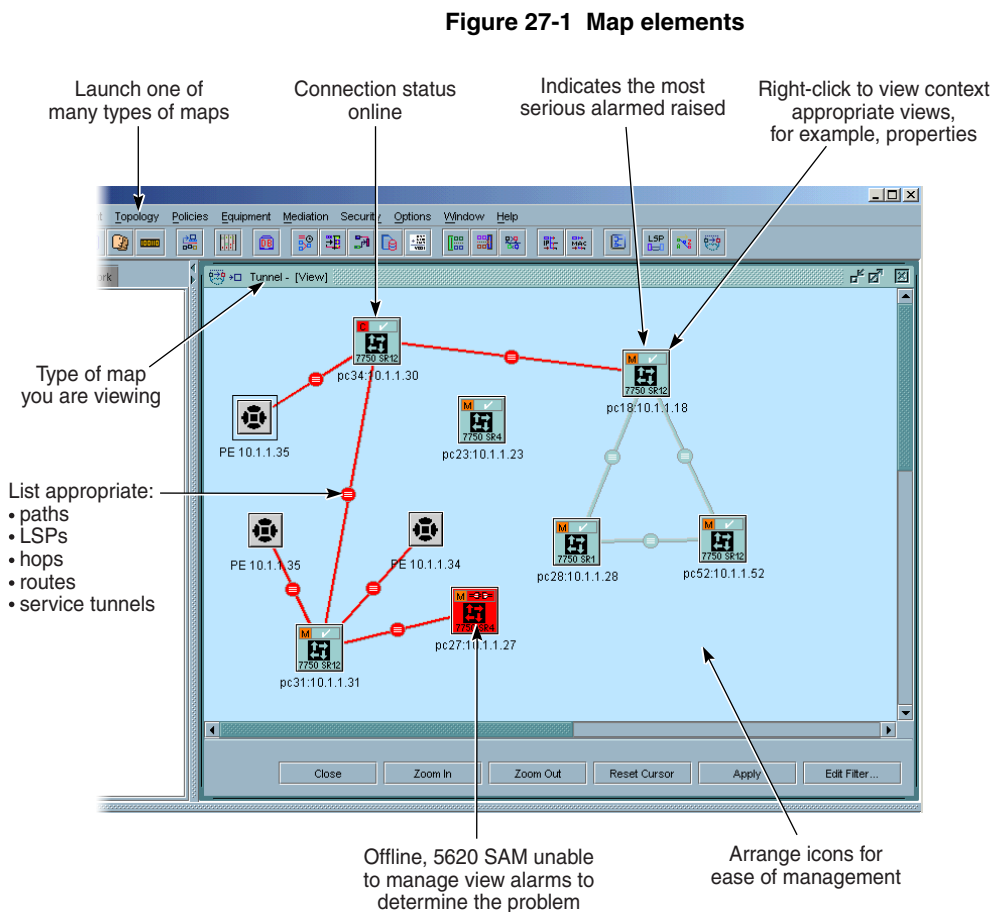 Figure 27-1 Map elements
Launch one of
many types of maps
Connection status
online
Indicates the most
serious alarmed raised
Right-click to view context
appropriate views,
for example, properties
Topology Policies Equipment Mediation Security Options Window Help
LSP
MAC
Tunnel - [View]
C
7750 SR12
pc34:10.1.1.30
M
7750 SR12
pc18:10.1.1.18
Type of map
you are viewing
PE 10.1.1.35
M
7750 SR4
pc23:10.1.1.23
List appropriate:
• paths
• LSPs
• hops
• routes
• service tunnels
PE 10.1.1.35
PE 10.1.1.34
M
7750 SR1
pc28:10.1.1.28
M
7750 SR12
pc52:10.1.1.52
M
7750 SR4
pc27:10.1.1.27
M
7750 SR12
pc31:10.1.1.31
Close Zoom In Zoom Out Reset Cursor Apply Edit Filter...
Offline, 5620 SAM unable
to manage view alarms to
determine the problem
Arrange icons for
ease of management